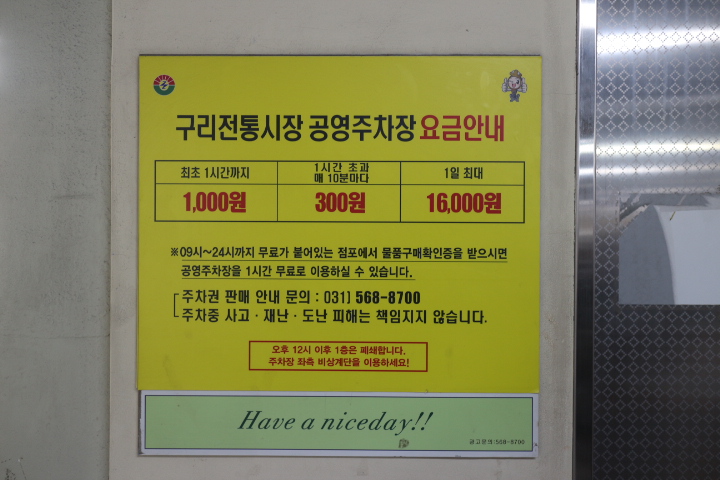 구리전통시장 공영주차장 요금안내
최초 1시간까지
1시간 초과
매 10분마다
1일 최대
1,000원
300원
16,000원
※09시~24시까지 무료가 붙어있는 점포에서 물품구매확인증을 받으시면
공영주차장을 1시간 무료로 이용하실 수 있습니다.
주차권 판매 안내 문의 : 031) 568-8700
주차중 사고 · 재난 · 도난 피해는 책임지지 않습니다.
오후 12시 이후 1층은 폐쇄합니다.
주차장 좌측 비상계단을 이용하세요!
Have a niceday!!
광고문의:568-8700